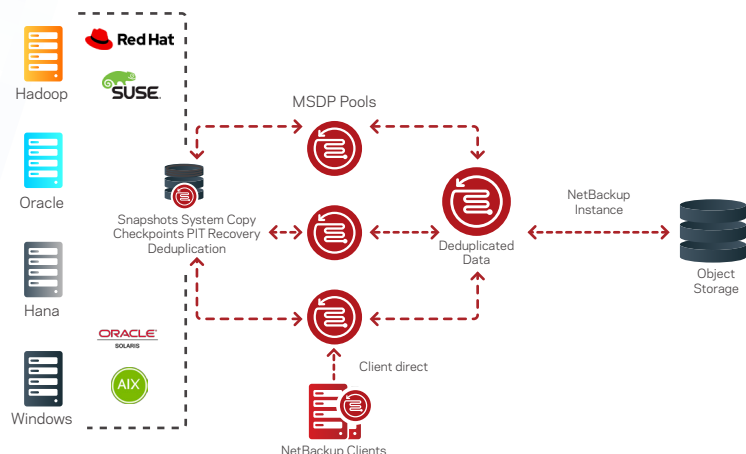 Red Hat
SUSE
Hadoop
MSDP Pools
Oracle
Snapshots System Copy
Checkpoints PIT Recovery
Deduplication
NetBackup
Instance
Deduplicated
Data
Object
Storage
Hana
ORACLE
SOLARIS
AIX
Client direct
Windows
NetBackup Clients